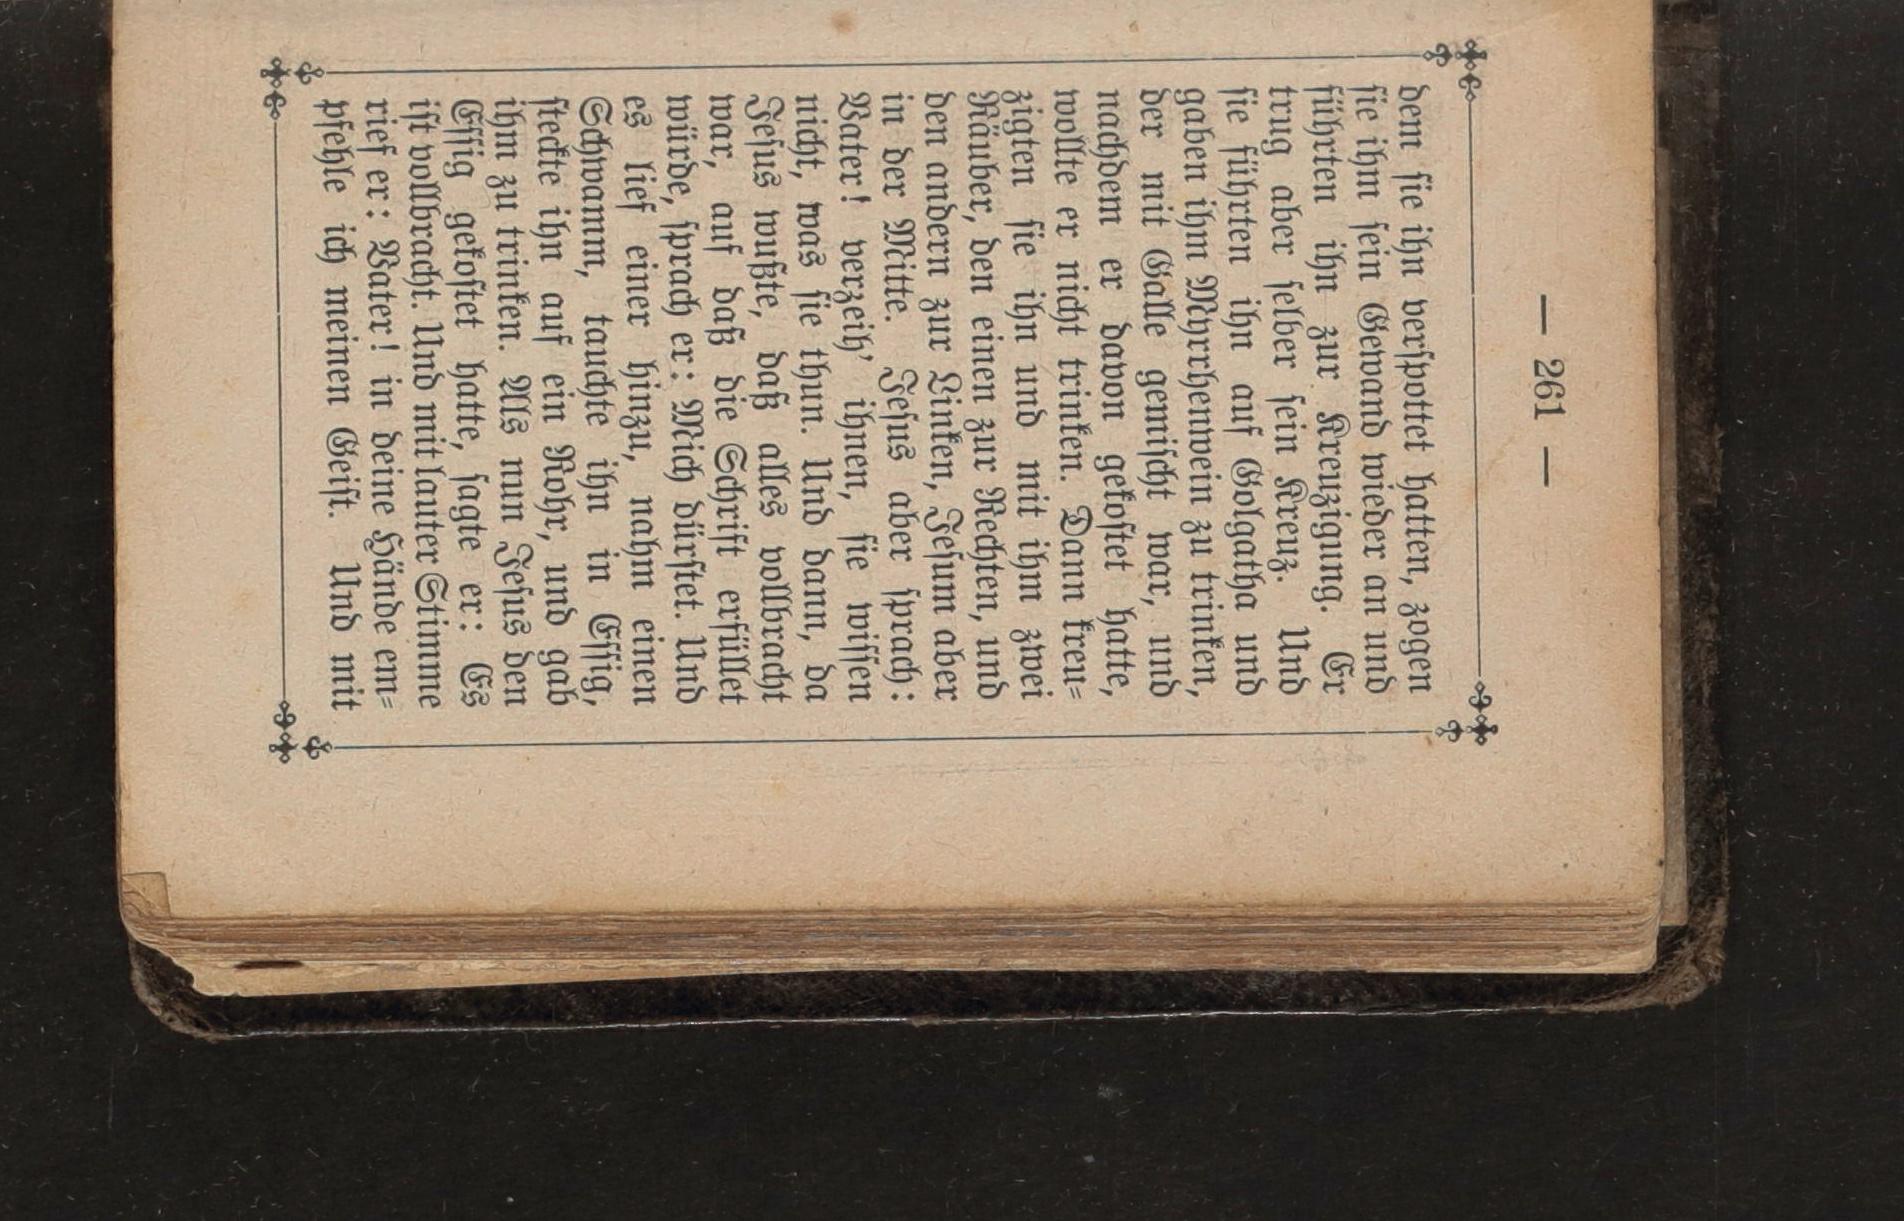 — 261 —
dem ſie ihn verſpottet hatten, zogen
ſie ihm ſein Gewand wieder an und
führten ihn zur Kreuzigung. Er
trug aber ſelber ſein Kreuz. Und
ſie führten ihn auf Golgatha und
gaben ihm Myrrhenwein zu trinken,
der mit Galle gemiſcht war, und
nachdem er davon gekoſtet hatte,
wollte er nicht trinken. Dann kreu⸗
zigten ſie ihn und mit ihm zwei
Räuber, den einen zur Rechten, und
den andern zur Linken, Jeſum aber
in der Mitte. Jeſus aber ſprach:
Vater! verzeih’ ihnen, ſie wiſſen
nicht, was ſie thun. Und dann, da
Jeſus wußte, daß alles vollbracht
war, auf daß die Schrift erfüllet
würde, ſprach er: Mich dürſtet. Und
es lief einer hinzu, nahm einen
Schwamm, tauchte ihn in Eſſig,
ſteckte ihn auf ein Rohr, und gab
ihm zu trinken. Als nun Jeſus den
Eſſig gekoſtet hatte, ſagte er: Es
iſt vollbracht. Und mit lauter Stimme
rief er: Vater! in deine Hände em⸗
pfehle ich meinen Geiſt. Und mit